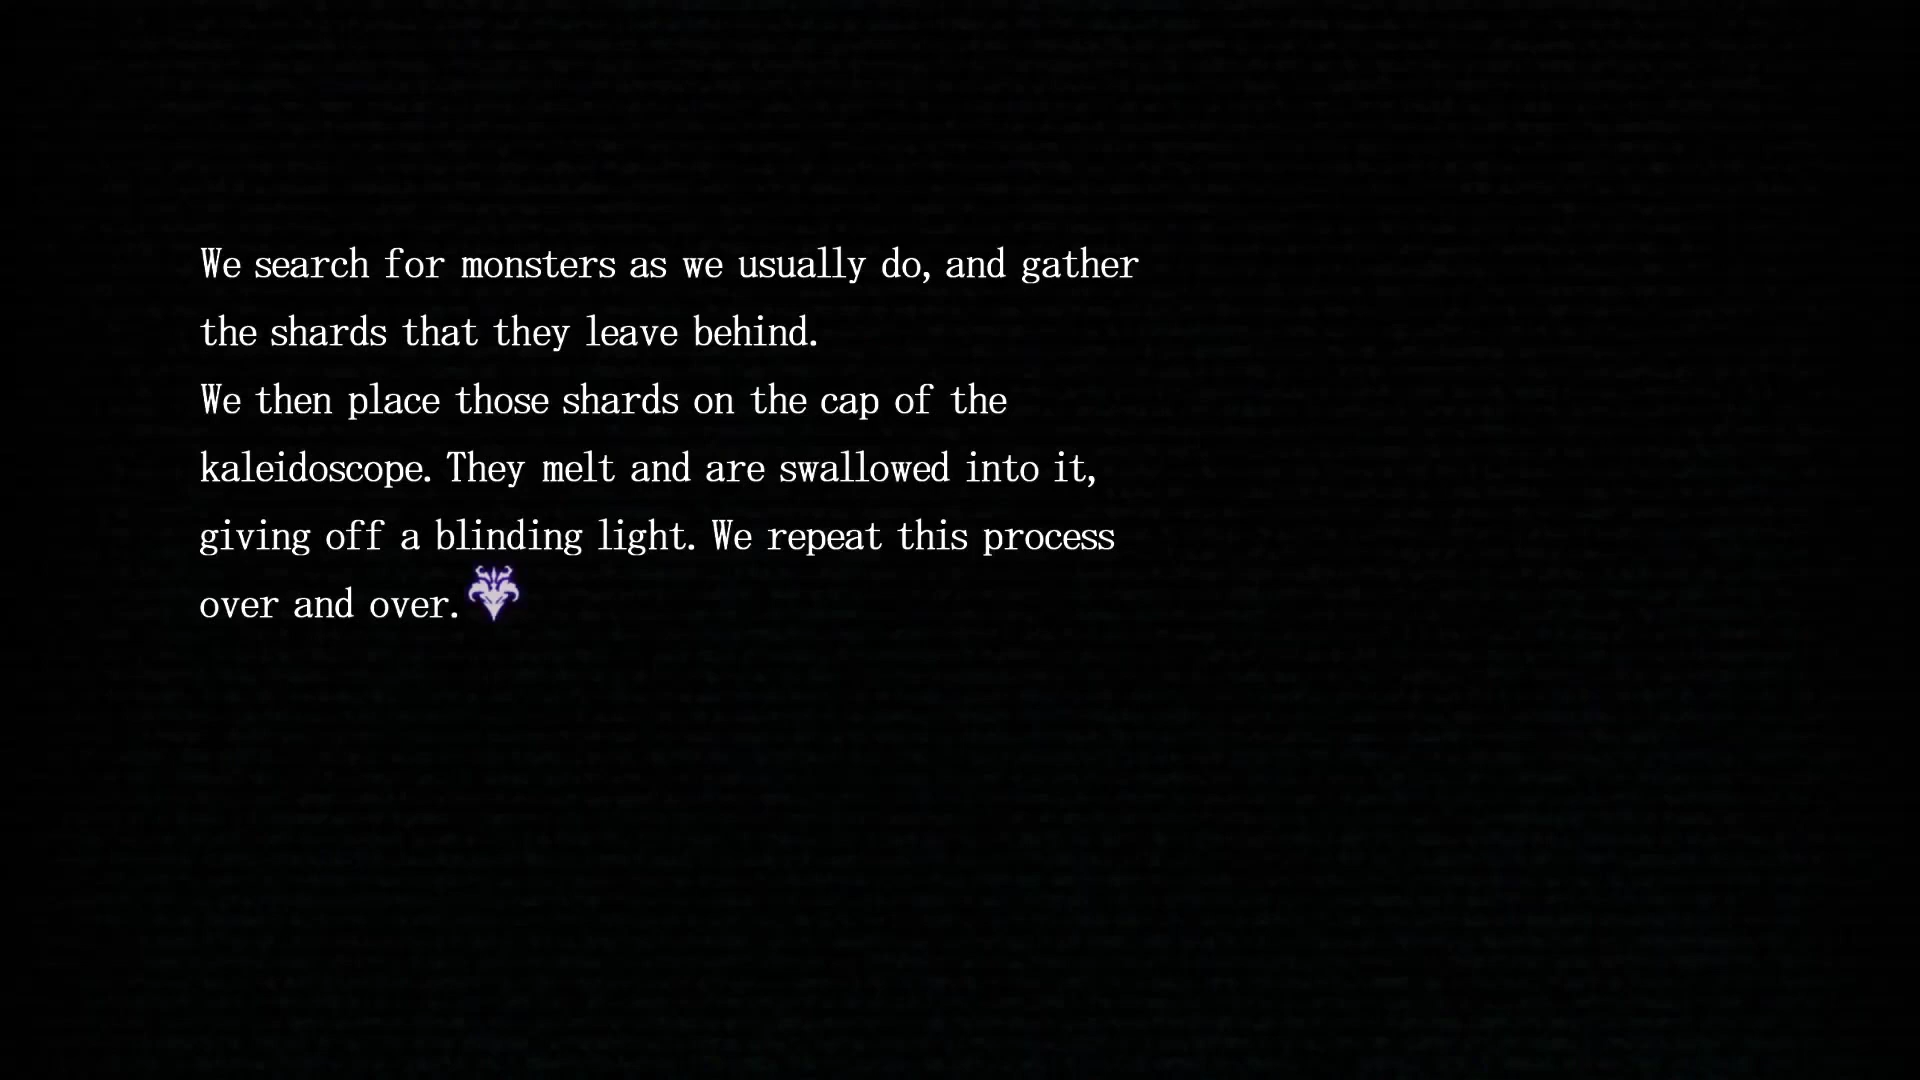 We search for monsters as we usually do, and gather
the shards that they leave behind.
We then place those shards on the cap of the
kaleidoscope. They melt and are swallowed into it,
giving off a blinding light. We repeat this process
over and over.